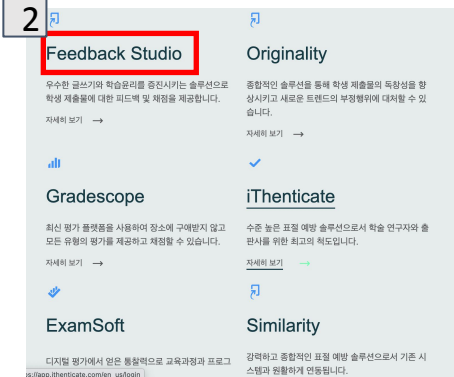 2
Feedback Studio
우수한 글쓰기와 학습윤리를 증진시키는 솔루션으로
학생 제출물에 대한 피드백 및 채점을 제공합니다.
자세히 보기 →
Originality
종합적인 솔루션을 통해 학생 제출물의 독창성을 향
상시키고 새로운 트렌드의 부정행위에 대처할 수 있
습니다.
자세히 보기 →
Gradescope
최신 평가 플랫폼을 사용하여 장소에 구애받지 않고
모든 유형의 평가를 제공하고 채점할 수 있습니다.
자세히 보기 →
iThenticate
수준 높은 표절 예방 솔루션으로서 학술 연구자와 출
판사를 위한 최고의 척도입니다.
자세히 보기 →
ExamSoft
디지털 평가에서 얻은 통찰력으로 교육과정과 프로그
Similarity
강력하고 종합적인 표절 예방 솔루션으로서 기존 시
스템과 원활하게 연동됩니다.
ps://app.ithenticate.com/en_us/login